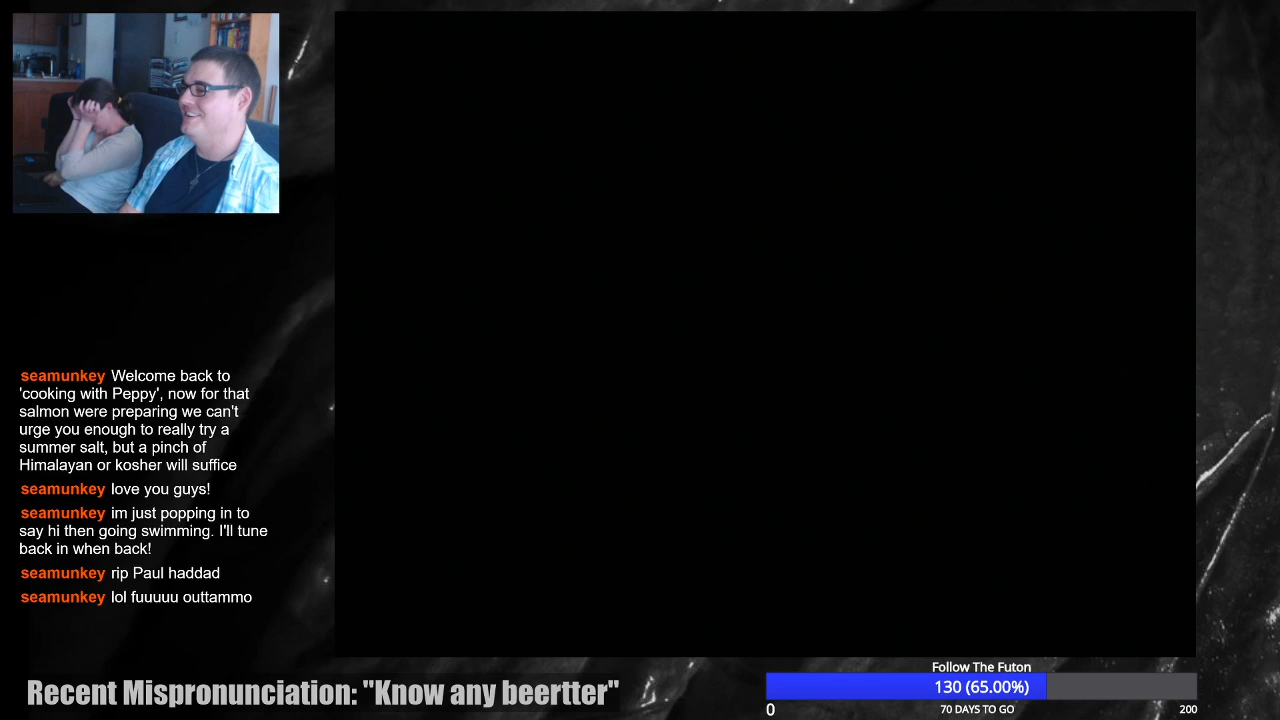 seamunkey Welcome back to
'cooking with Peppy', now for that
salmon were preparing we can't
urge you enough to really try a
summer salt, but a pinch of
Himalayan or kosher will suffice
seamunkey love you guys!
seamunkey im just popping in to
say hi then going swimming. I'll tune
back in when back!
seamunkey rip Paul haddad
seamunkey lol fuuuuu outtammo
Recent Mispronunciation: "Know any beertter"
Follow The Futon
130 (65.00%)
0 70 DAYS TO GO 200